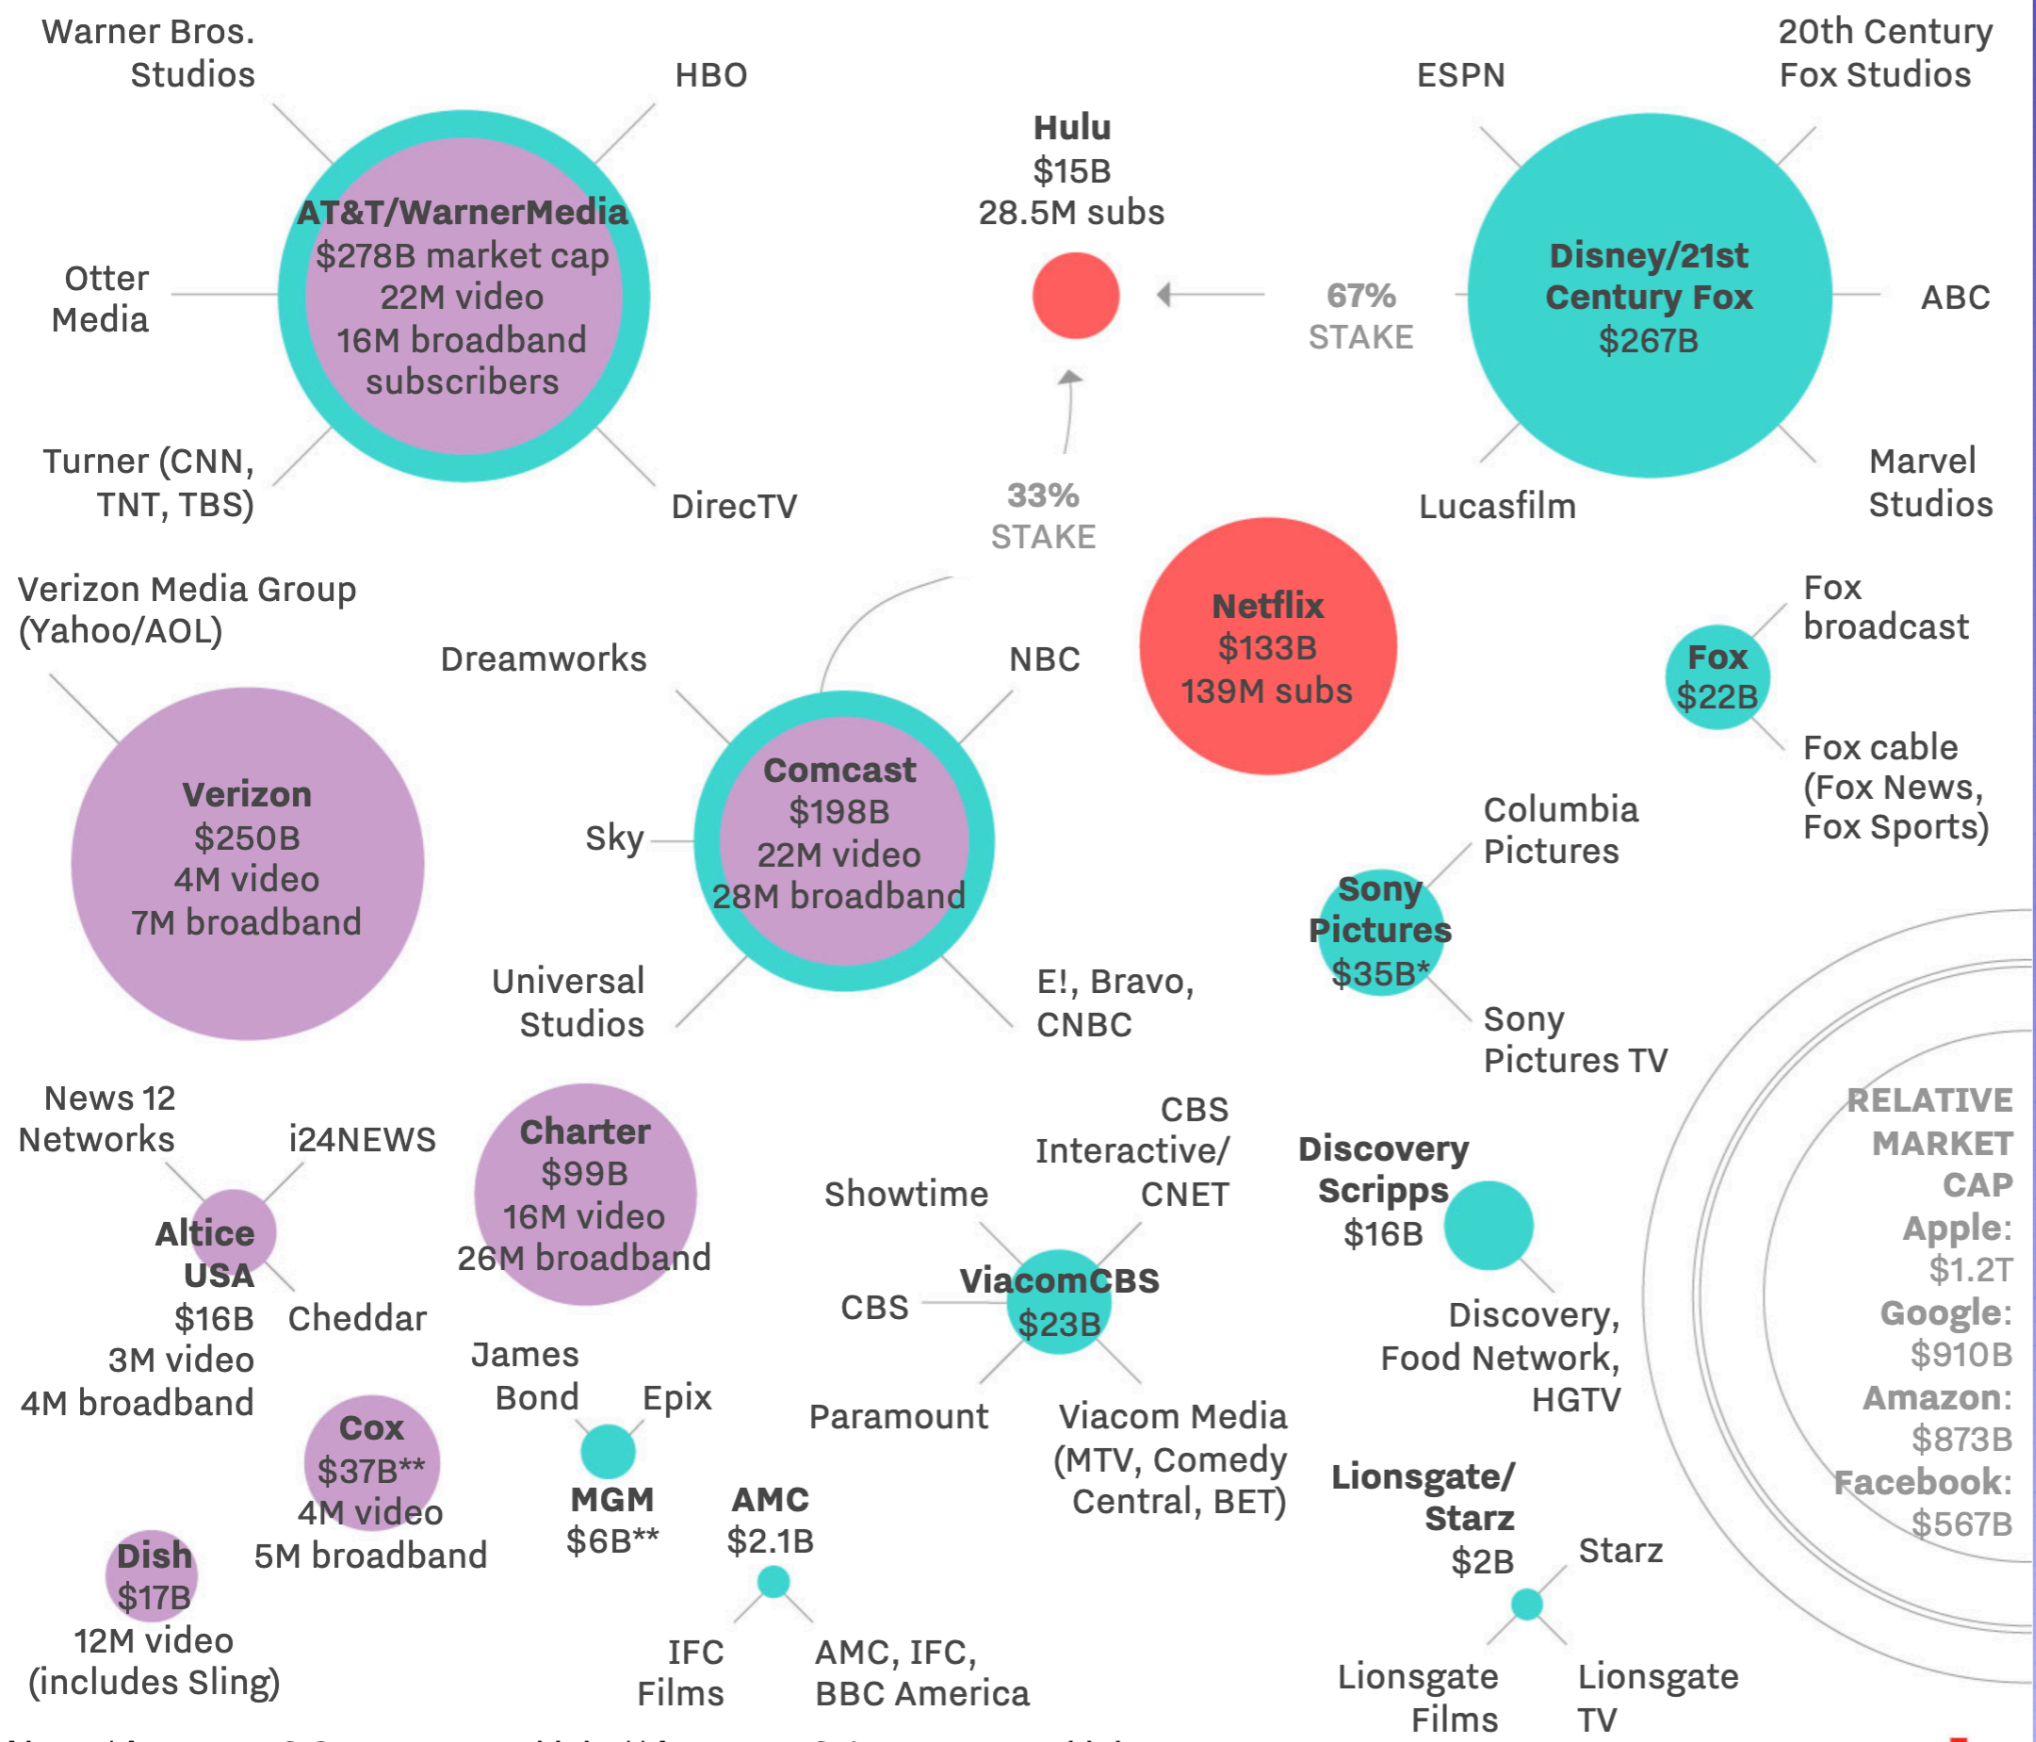 Warner Bros.
Studios
HBO
AT&T/WarnerMedia
$278B market cap
22M video
16M broadband
subscribers
Otter
Media
Turner (CNN,
TNT, TBS)
DirecTV
Hulu
$15B
28.5M subs
67%
STAKE
33%
STAKE
ESPN
20th Century
Fox Studios
Disney/21st
Century Fox
$267B
ABC
Lucasfilm
Marvel
Studios
Verizon Media Group
(Yahoo/AOL)
Verizon
$250B
4M video
7M broadband
Dreamworks
NBC
Comcast
$198B
22M video
28M broadband
Sky
Universal
Studios
E!, Bravo,
CNBC
Netflix
$133B
139M subs
Fox
$22B
Fox
broadcast
Fox cable
(Fox News,
Fox Sports)
Columbia
Pictures
Sony
Pictures
$35B*
Sony
Pictures TV
News 12
Networks
i24NEWS
Altice
USA
$16B
3M video
4M broadband
Cheddar
Charter
$99B
16M video
26M broadband
Showtime
CBS
Interactive/
CNET
ViacomCBS
$23B
CBS
Paramount
Viacom Media
(MTV, Comedy
Central, BET)
Discovery
Scripps
$16B
Discovery,
Food Network,
HGTV
RELATIVE
MARKET
CAP
Apple:
$1.2T
Google:
$910B
Amazon:
$873B
Facebook:
$567B
Cox
$37B**
4M video
5M broadband
James
Bond
Epix
MGM
$6B**
AMC
$2.1B
IFC
Films
AMC, IFC,
BBC America
Lionsgate/
Starz
$2B
Starz
Lionsgate
Films
Lionsgate
TV
Dish
$17B
12M video
(includes Sling)